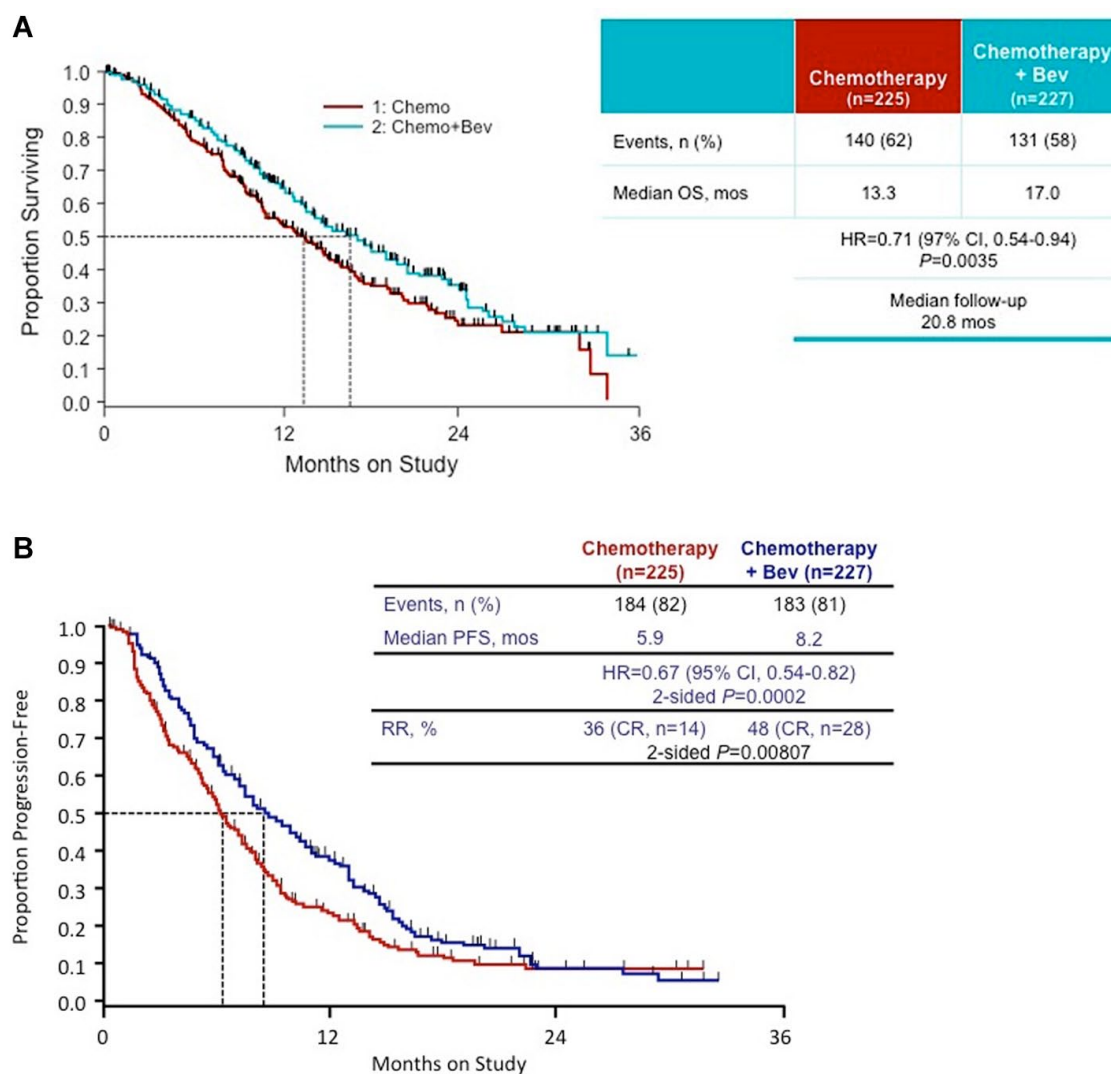 A
Chemotherapy
(n=225)
Chemotherapy
+ Bev
(n=227)
Events, n (%) 140 (62) 131 (58)
Median OS, mos 13.3 17.0
HR=0.71 (97% CI, 0.54-0.94)
P=0.0035
Median follow-up
20.8 mos
1: Chemo
2: Chemo+Bev
Proportion Surviving
1.0
0.9
0.8
0.7
0.6
0.5
0.4
0.3
0.2
0.1
0.0
0 12 24 36
Months on Study
B
Chemotherapy
(n=225)
Chemotherapy
+ Bev (n=227)
Events, n (%) 184 (82) 183 (81)
Median PFS, mos 5.9 8.2
HR=0.67 (95% CI, 0.54-0.82)
2-sided P=0.0002
RR, % 36 (CR, n=14) 48 (CR, n=28)
2-sided P=0.00807
Proportion Progression-Free
1.0
0.9
0.8
0.7
0.6
0.5
0.4
0.3
0.2
0.1
0.0
0 12 24 36
Months on Study